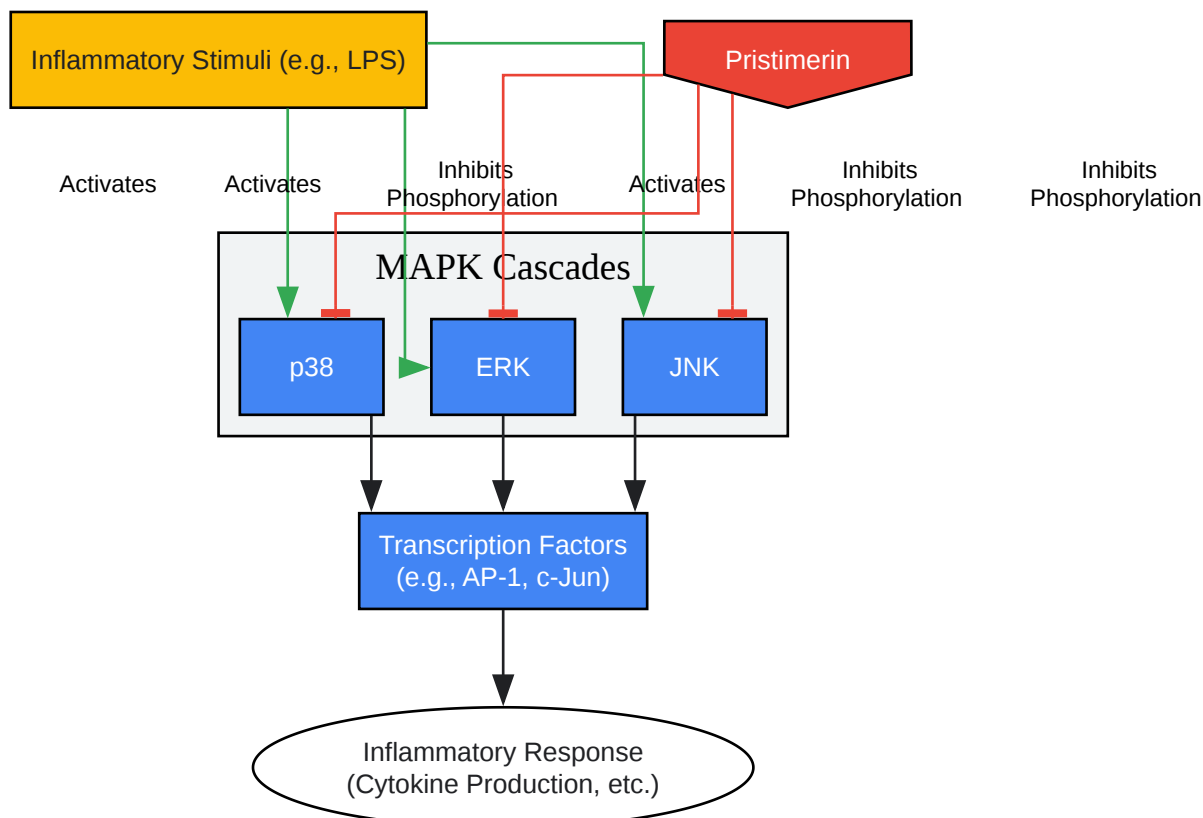 Inflammatory Stimuli (e.g., LPS)
Pristimerin
Activates
Activates
Inhibits
Phosphorylation
Activates
Inhibits
Phosphorylation
Inhibits
Phosphorylation
MAPK Cascades
p38
ERK
JNK
Transcription Factors
(e.g., AP-1, c-Jun)
Inflammatory Response
(Cytokine Production, etc.)